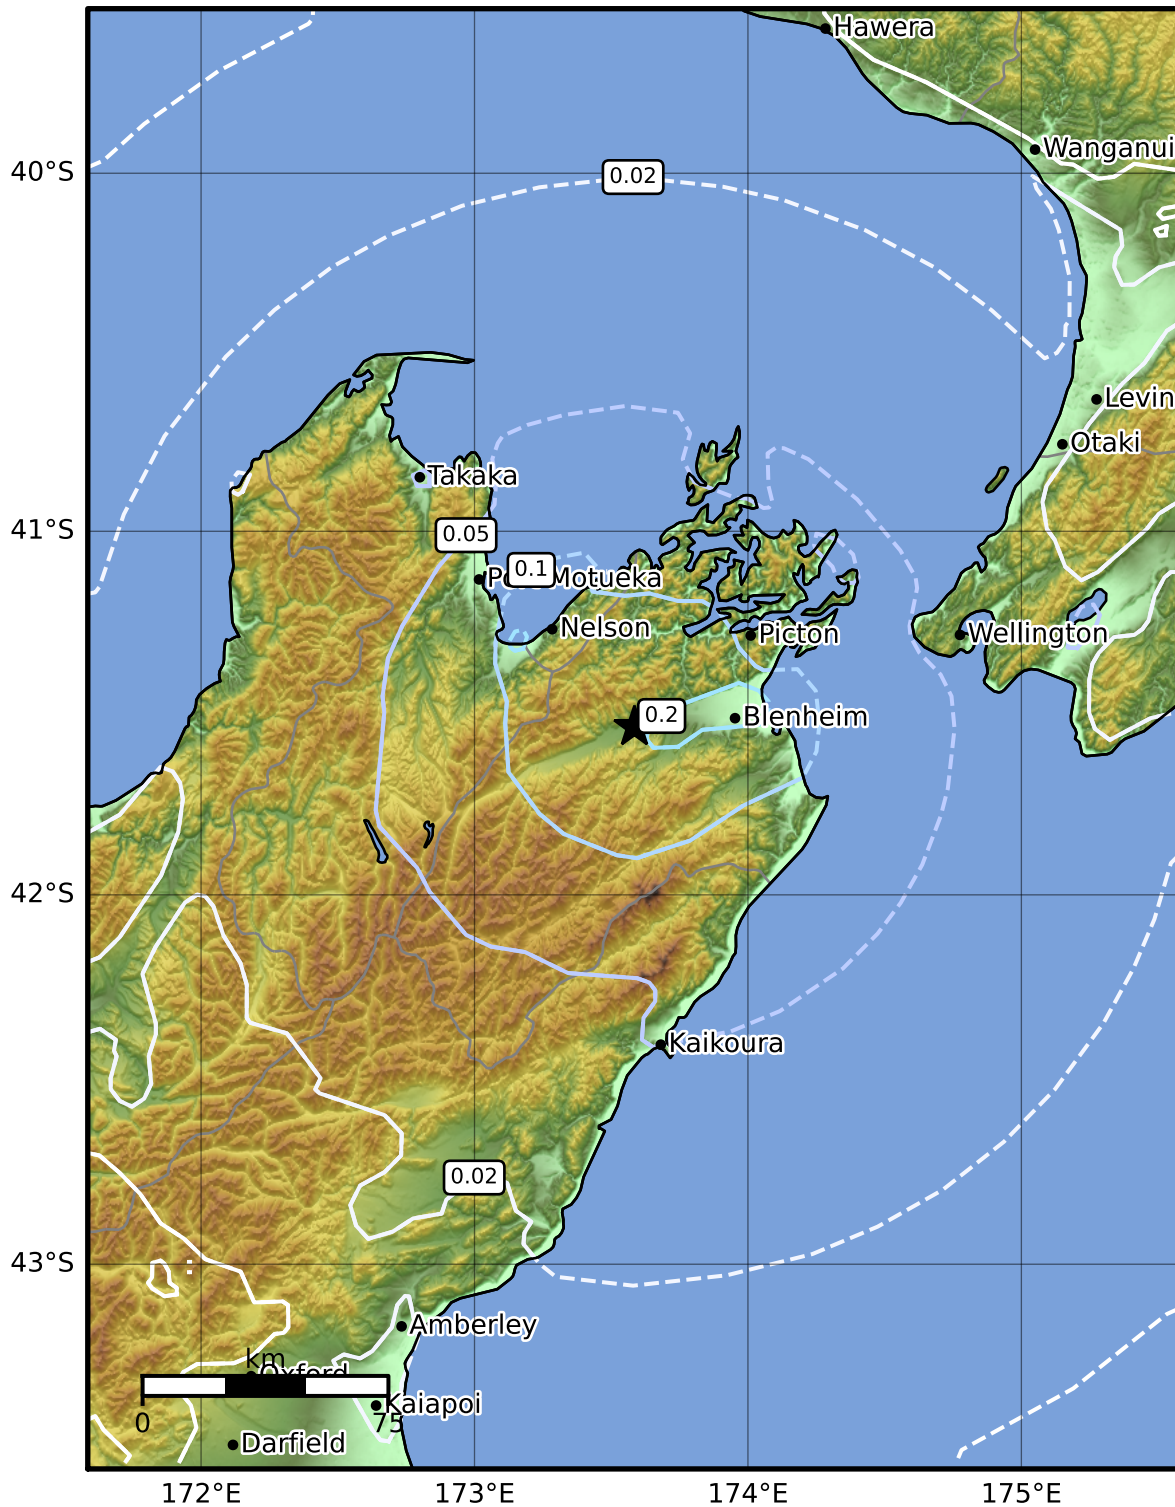 Hawera
Wanganui
40°S
0.02
Levin
Otaki
Takaka
41°S
0.05
0.1
Motueka
Nelson
Picton
Wellington
0.2
Blenheim
42°S
Kaikoura
0.02
43°S
Amberley
km
Oxford
Kaiapoi
0
75
Darfield
172°E
173°E
174°E
175°E